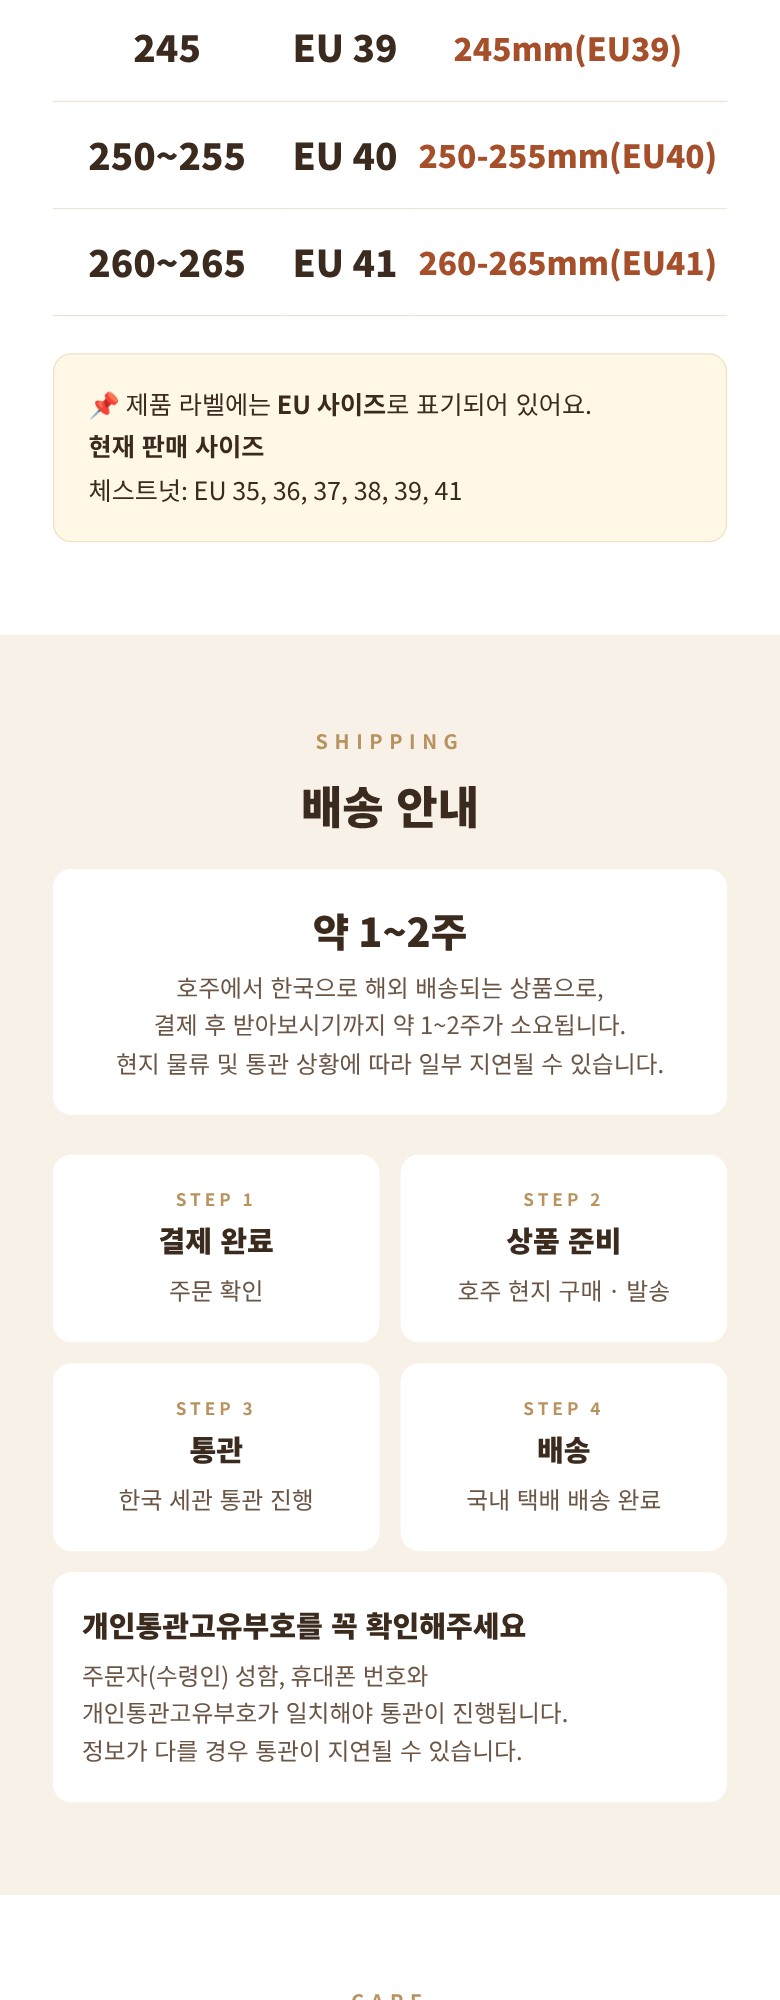 245 EU 39 245mm(EU39)
250~255 EU 40 250-255mm(EU40)
260~265 EU 41 260-265mm(EU41)
📌 제품 라벨에는 EU 사이즈로 표기되어 있어요.
현재 판매 사이즈
체스트넛: EU 35, 36, 37, 38, 39, 41
SHIPPING
배송 안내
약 1~2주
호주에서 한국으로 해외 배송되는 상품으로,
결제 후 받아보시기까지 약 1~2주가 소요됩니다.
현지 물류 및 통관 상황에 따라 일부 지연될 수 있습니다.
STEP 1
결제 완료
주문 확인
STEP 2
상품 준비
호주 현지 구매 · 발송
STEP 3
통관
한국 세관 통관 진행
STEP 4
배송
국내 택배 배송 완료
개인통관고유부호를 꼭 확인해주세요
주문자(수령인) 성함, 휴대폰 번호와
개인통관고유부호가 일치해야 통관이 진행됩니다.
정보가 다를 경우 통관이 지연될 수 있습니다.